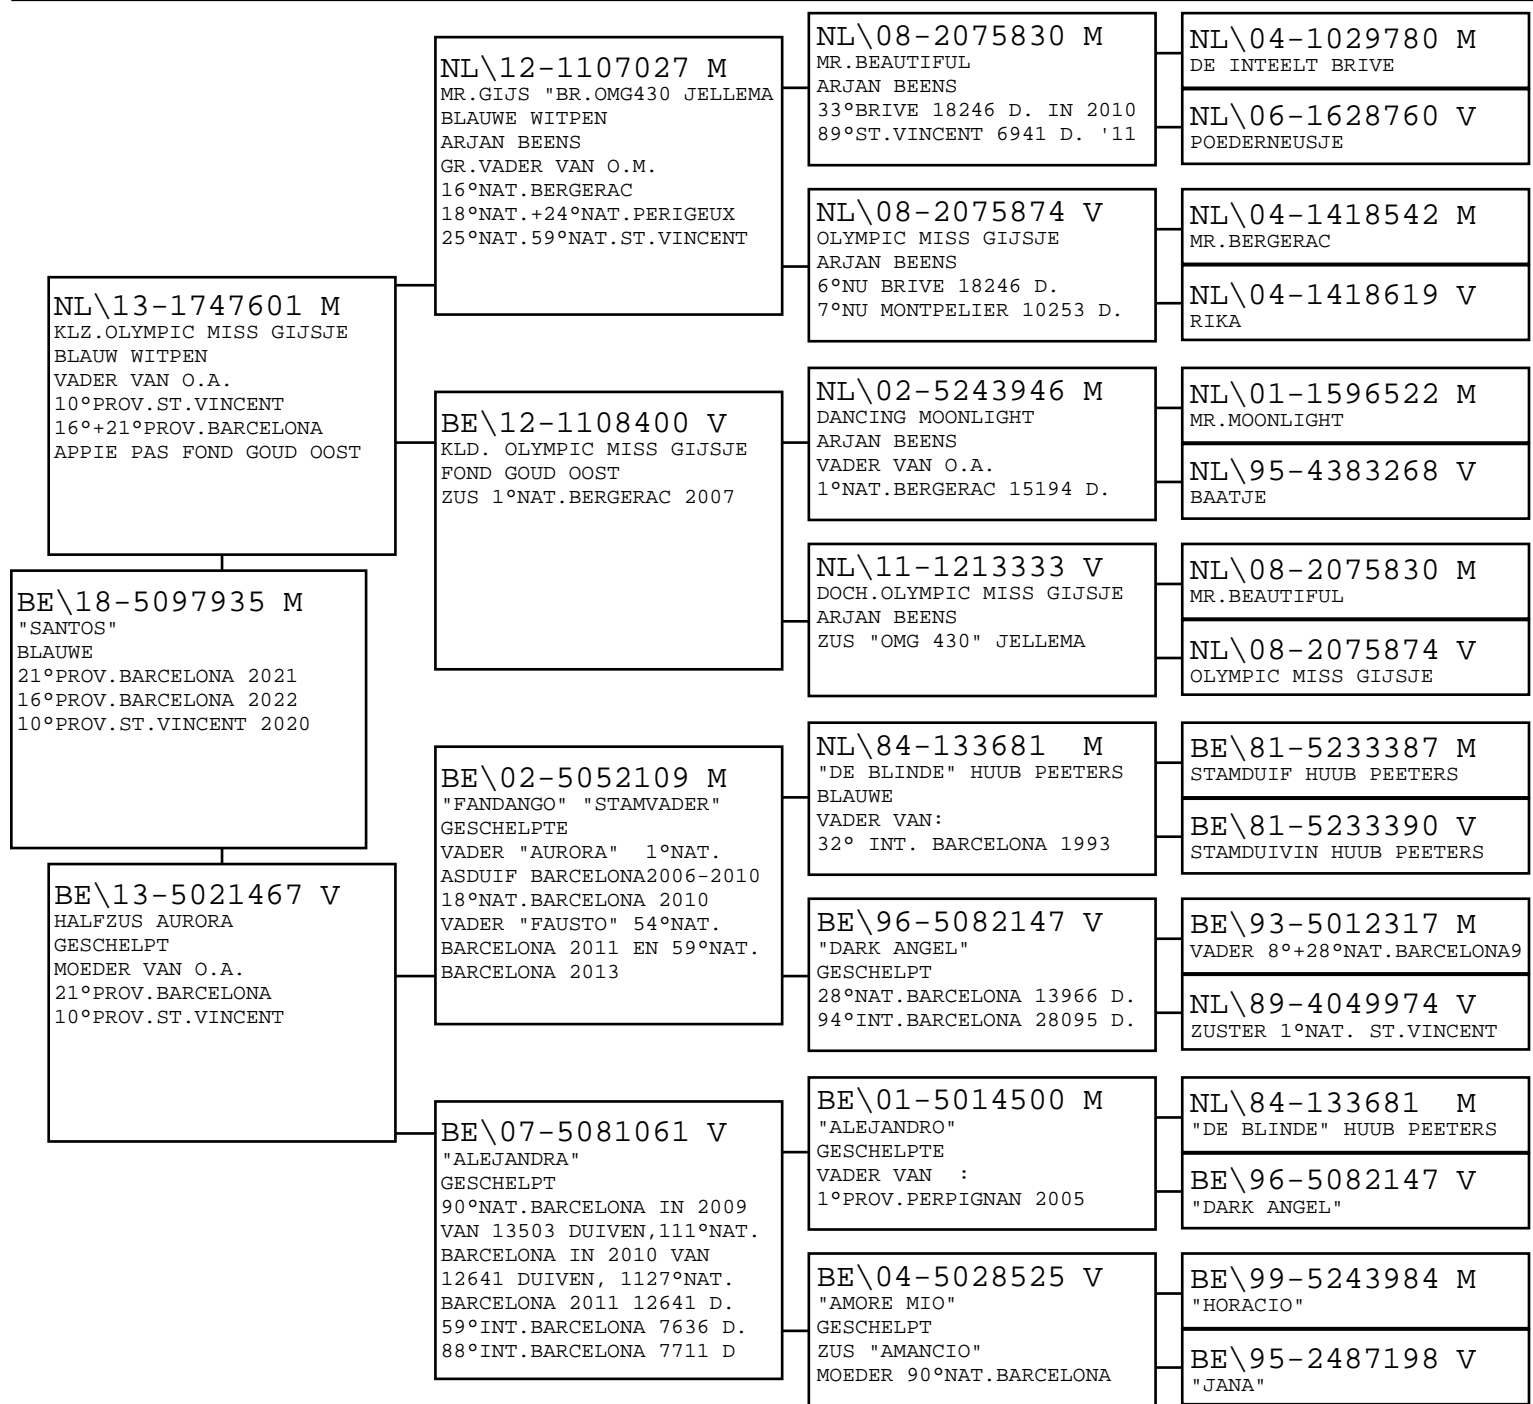 NL\13-1747601 M
KLZ.OLYMPIC MISS GIJSJE
BLAUW WITPEN
VADER VAN O.A.
10°PROV.ST.VINCENT
16°+21°PROV.BARCELONA
APPIE PAS FOND GOUD OOST
BE\18-5097935 M
"SANTOS"
BLAUWE
21°PROV.BARCELONA 2021
16°PROV.BARCELONA 2022
10°PROV.ST.VINCENT 2020
BE\13-5021467 V
HALFZUS AURORA
GESCHELPT
MOEDER VAN O.A.
21°PROV.BARCELONA
10°PROV.ST.VINCENT
NL\12-1107027 M
MR.GIJS "BR.OMG430 JELLEMA
BLAUWE WITPEN
ARJAN BEENS
GR.VADER VAN O.M.
16°NAT.BERGERAC
18°NAT.+24°NAT.PERIGEUX
25°NAT.59°NAT.ST.VINCENT
BE\12-1108400 V
KLD. OLYMPIC MISS GIJSJE
FOND GOUD OOST
ZUS 1°NAT.BERGERAC 2007
BE\02-5052109 M
"FANDANGO" "STAMVADER"
GESCHELPTE
VADER "AURORA"  1°NAT.
ASDUIF BARCELONA2006-2010
18°NAT.BARCELONA 2010
VADER "FAUSTO" 54°NAT.
BARCELONA 2011 EN 59°NAT.
BARCELONA 2013
BE\07-5081061 V
"ALEJANDRA"
GESCHELPT
90°NAT.BARCELONA IN 2009
VAN 13503 DUIVEN,111°NAT.
BARCELONA IN 2010 VAN
12641 DUIVEN, 1127°NAT.
BARCELONA 2011 12641 D.
59°INT.BARCELONA 7636 D.
88°INT.BARCELONA 7711 D
NL\08-2075830 M
MR.BEAUTIFUL
ARJAN BEENS
33°BRIVE 18246 D. IN 2010
89°ST.VINCENT 6941 D. '11
NL\08-2075874 V
OLYMPIC MISS GIJSJE
ARJAN BEENS
6°NU BRIVE 18246 D.
7°NU MONTPELIER 10253 D.
NL\02-5243946 M
DANCING MOONLIGHT
ARJAN BEENS
VADER VAN O.A.
1°NAT.BERGERAC 15194 D.
NL\11-1213333 V
DOCH.OLYMPIC MISS GIJSJE
ARJAN BEENS
ZUS "OMG 430" JELLEMA
NL\84-133681  M
"DE BLINDE" HUUB PEETERS
BLAUWE
VADER VAN:
32° INT. BARCELONA 1993
BE\96-5082147 V
"DARK ANGEL"
GESCHELPT
28°NAT.BARCELONA 13966 D.
94°INT.BARCELONA 28095 D.
BE\01-5014500 M
"ALEJANDRO"
GESCHELPTE
VADER VAN  :
1°PROV.PERPIGNAN 2005
BE\04-5028525 V
"AMORE MIO"
GESCHELPT
ZUS "AMANCIO"
MOEDER 90°NAT.BARCELONA
NL\04-1029780 M
DE INTEELT BRIVE
NL\06-1628760 V
POEDERNEUSJE
NL\04-1418542 M
MR.BERGERAC
NL\04-1418619 V
RIKA
NL\01-1596522 M
MR.MOONLIGHT
NL\95-4383268 V
BAATJE
NL\08-2075830 M
MR.BEAUTIFUL
NL\08-2075874 V
OLYMPIC MISS GIJSJE
BE\81-5233387 M
STAMDUIF HUUB PEETERS
BE\81-5233390 V
STAMDUIVIN HUUB PEETERS
BE\93-5012317 M
VADER 8°+28°NAT.BARCELONA9
NL\89-4049974 V
ZUSTER 1°NAT. ST.VINCENT
NL\84-133681  M
"DE BLINDE" HUUB PEETERS
BE\96-5082147 V
"DARK ANGEL"
BE\99-5243984 M
"HORACIO"
BE\95-2487198 V
"JANA"